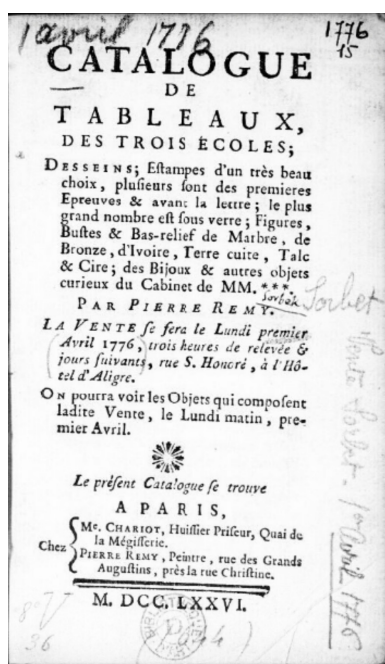 1 avril 1776
1776
15
CATALOGUE
DE
TABLEAUX,
DES TROIS ÉCOLES;
DESSEINS; Eſtampes d'un très beau
choix, pluſieurs ſont des premieres
Epreuves & avant la lettre; le plus
grand nombre eſt ſous verre; Figures,
Buſtes & Bas-relief de Marbre, de
Bronze, d'Ivoire, Terre cuite, Talc
& Cire; des Bijoux & autres objets
curieux du Cabinet de MM. ***.
Sorbet
Sorbet
PAR PIERRE REMY.
LA VENTE ſe fera le Lundi premier
Avril 1776, trois heures de relevée &
jours ſuivants, rue S. Honoré, à l'Hô-
tel d'Aligre.
ON pourra voir les Objets qui compoſent
ladite Vente, le Lundi matin, pre-
mier Avril.
Vente Sorbet - 1er avril 1776
Le préſent Catalogue ſe trouve
A PARIS,
Chez
Me. CHARIOT, Huiſſier Priſeur, Quai de
la Mégiſſerie.
PIERRE REMY, Peintre, rue des Grands
Auguſtins, près la rue Chriſtine.
M. DCC. LXXVI.
8° V
36